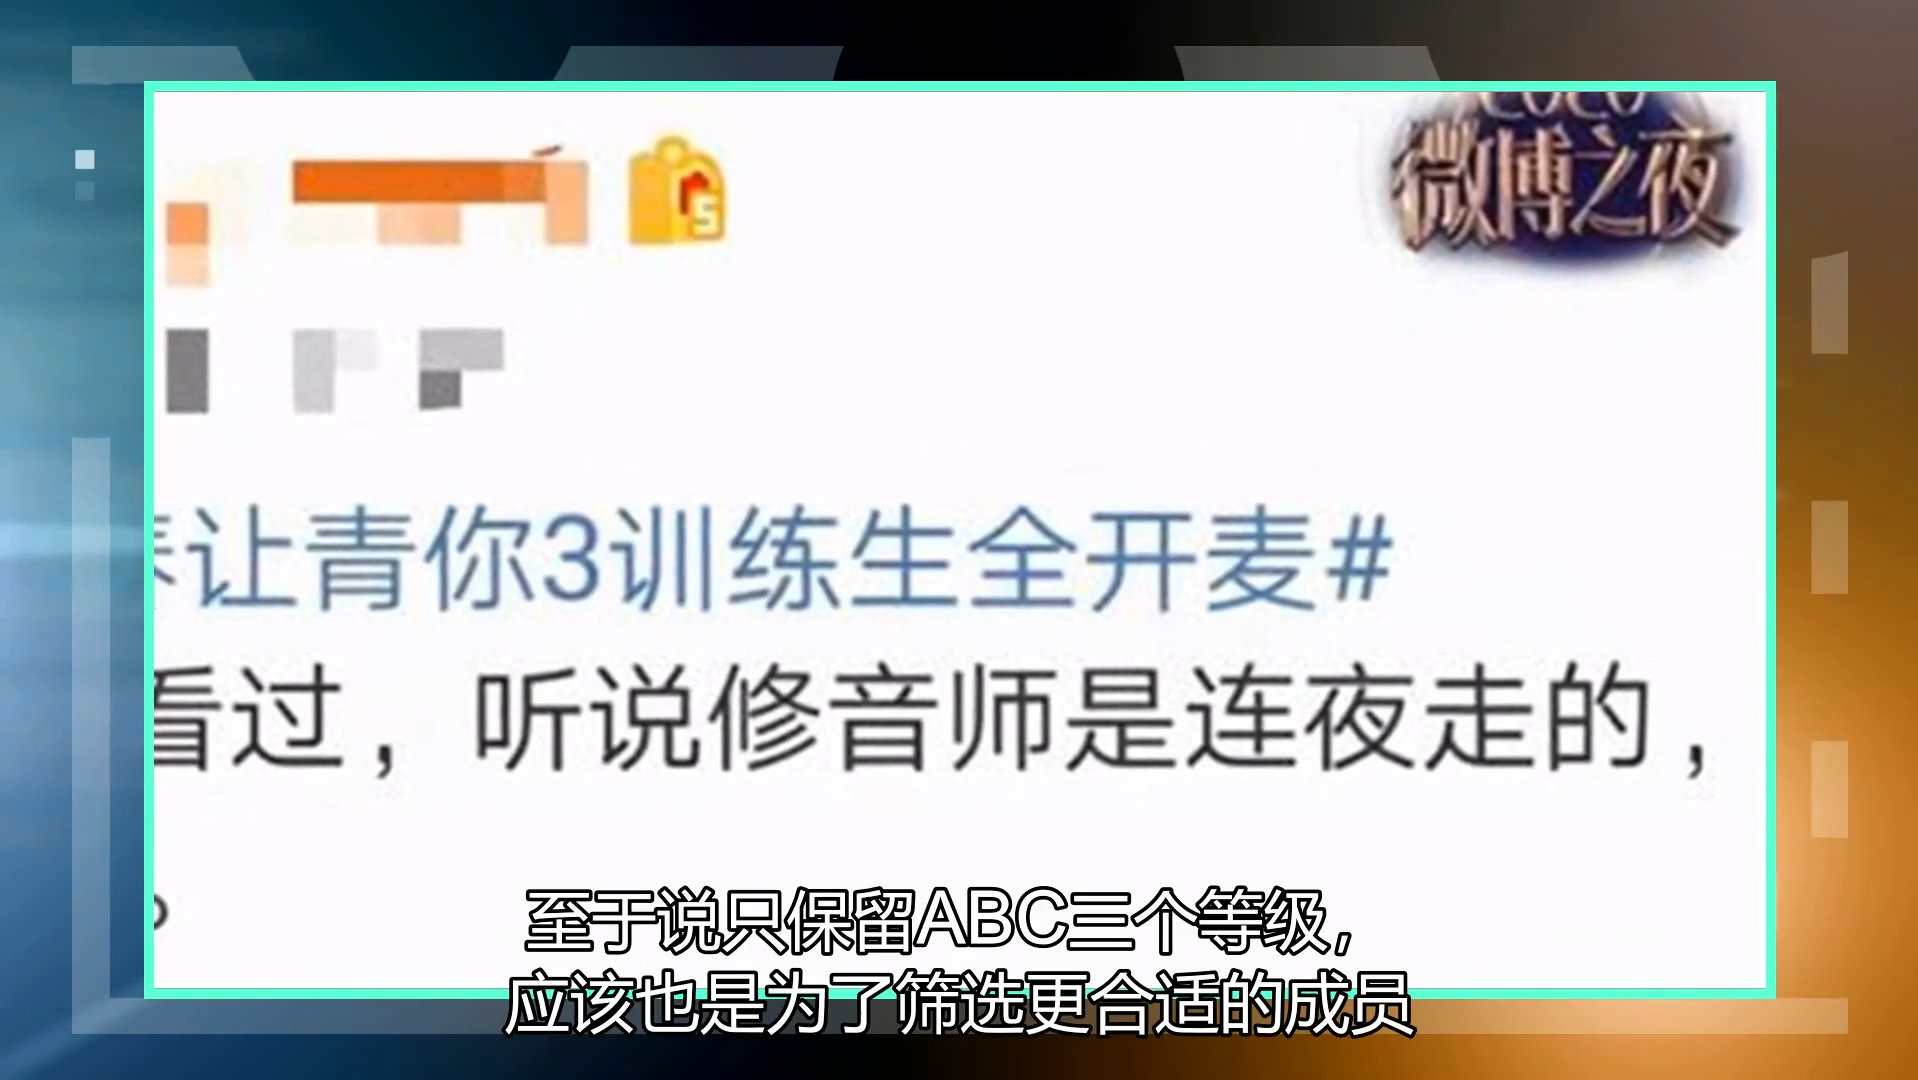 微博之夜
让青你3训练生全开麦#
看过，听说修音师是连夜走的，
至于说只保留ABC三个等级，
应该也是为了筛选更合适的成员